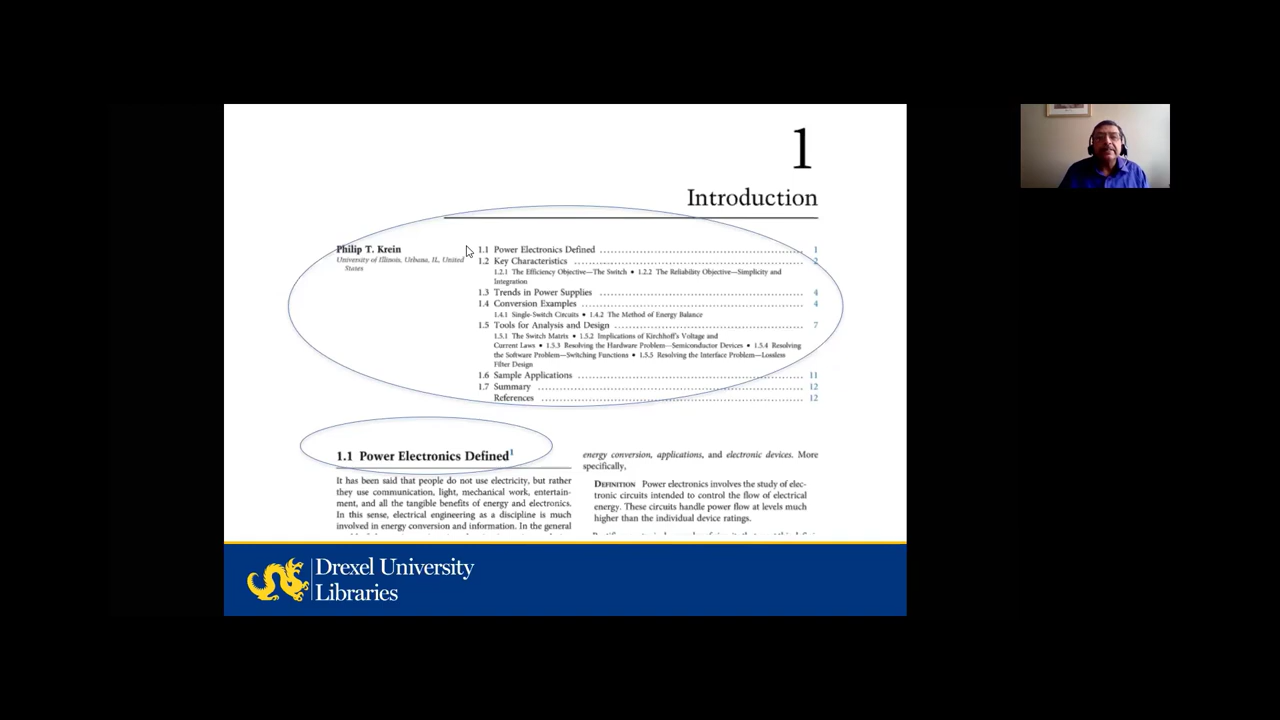 1
Introduction
Philip T. Krein
University of Illinois, Urbana, IL, United
States
1.1 Power Electronics Defined ........ 1
1.2 Key Characteristics ........ 2
1.2.1 The Efficiency Objective—The Switch • 1.2.2 The Reliability Objective—Simplicity and
Integration
1.3 Trends in Power Supplies ........ 4
1.4 Conversion Examples ........ 4
1.4.1 Single-Switch Circuits • 1.4.2 The Method of Energy Balance
1.5 Tools for Analysis and Design ........ 7
1.5.1 The Switch Matrix • 1.5.2 Implications of Kirchhoff's Voltage and
Current Laws • 1.5.3 Resolving the Hardware Problem—Semiconductor Devices • 1.5.4 Resolving
the Software Problem—Switching Functions • 1.5.5 Resolving the Interface Problem—Lossless
Filter Design
1.6 Sample Applications ........ 11
1.7 Summary ........ 12
References ........ 12
1.1 Power Electronics Defined1
It has been said that people do not use electricity, but rather
they use communication, light, mechanical work, entertain-
ment, and all the tangible benefits of energy and electronics.
In this sense, electrical engineering as a discipline is much
involved in energy conversion and information. In the general
energy conversion, applications, and electronic devices. More
specifically,
DEFINITION Power electronics involves the study of elec-
tronic circuits intended to control the flow of electrical
energy. These circuits handle power flow at levels much
higher than the individual device ratings.
Drexel University
Libraries